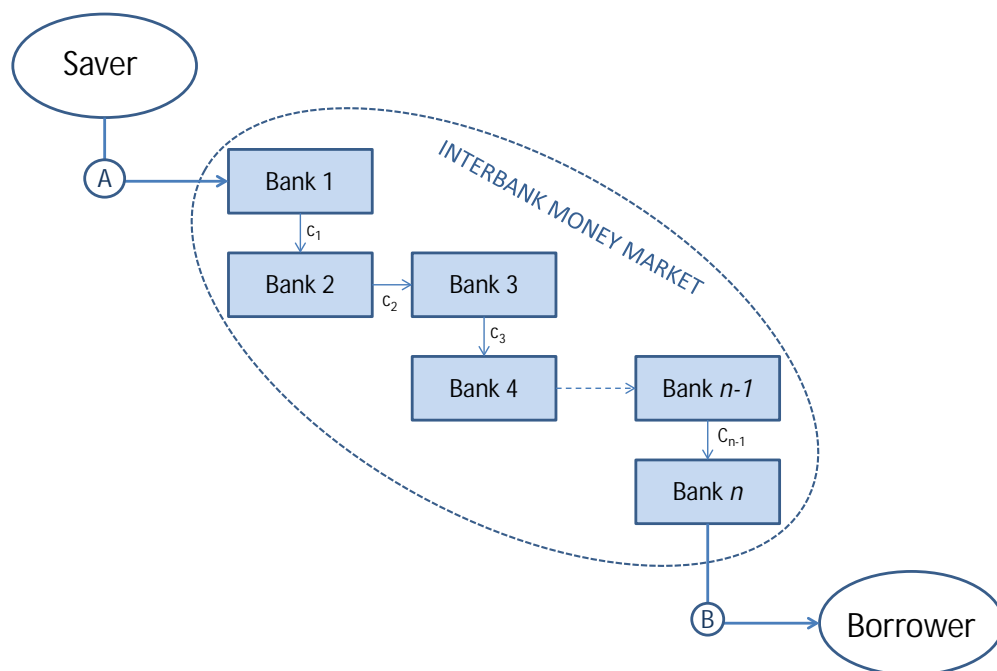 Saver
A
INTERBANK MONEY MARKET
Bank 1
c1
Bank 2
Bank 3
c2
c3
Bank 4
Bank n-1
Cn-1
Bank n
B
Borrower